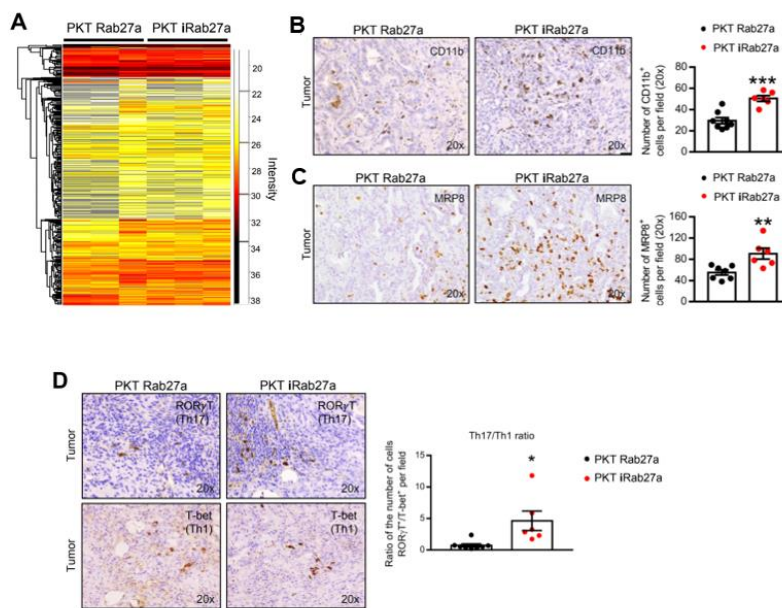 A
PKT Rab27a PKT iRab27a
20
22
24
26
28
30
32
34
36
38
Intensity
B
PKT Rab27a PKT iRab27a
Tumor
CD11b CD11b
20x 20x
Number of CD11b⁺
cells per field (20x)
80
60
40
20
0
***
PKT Rab27a
PKT iRab27a
C
PKT Rab27a PKT iRab27a
Tumor
MRP8 MRP8
20x 20x
Number of MRP8⁺
cells per field (20x)
160
120
80
40
0
**
PKT Rab27a
PKT iRab27a
D
PKT Rab27a PKT iRab27a
Tumor
RORγT RORγT
(Th17) (Th17)
20x 20x
Tumor
T-bet T-bet
(Th1) (Th1)
20x 20x
Th17/Th1 ratio
Ratio of the number of cells
RORγT⁺/T-bet⁺ per field
15
10
5
0
*
PKT Rab27a
PKT iRab27a